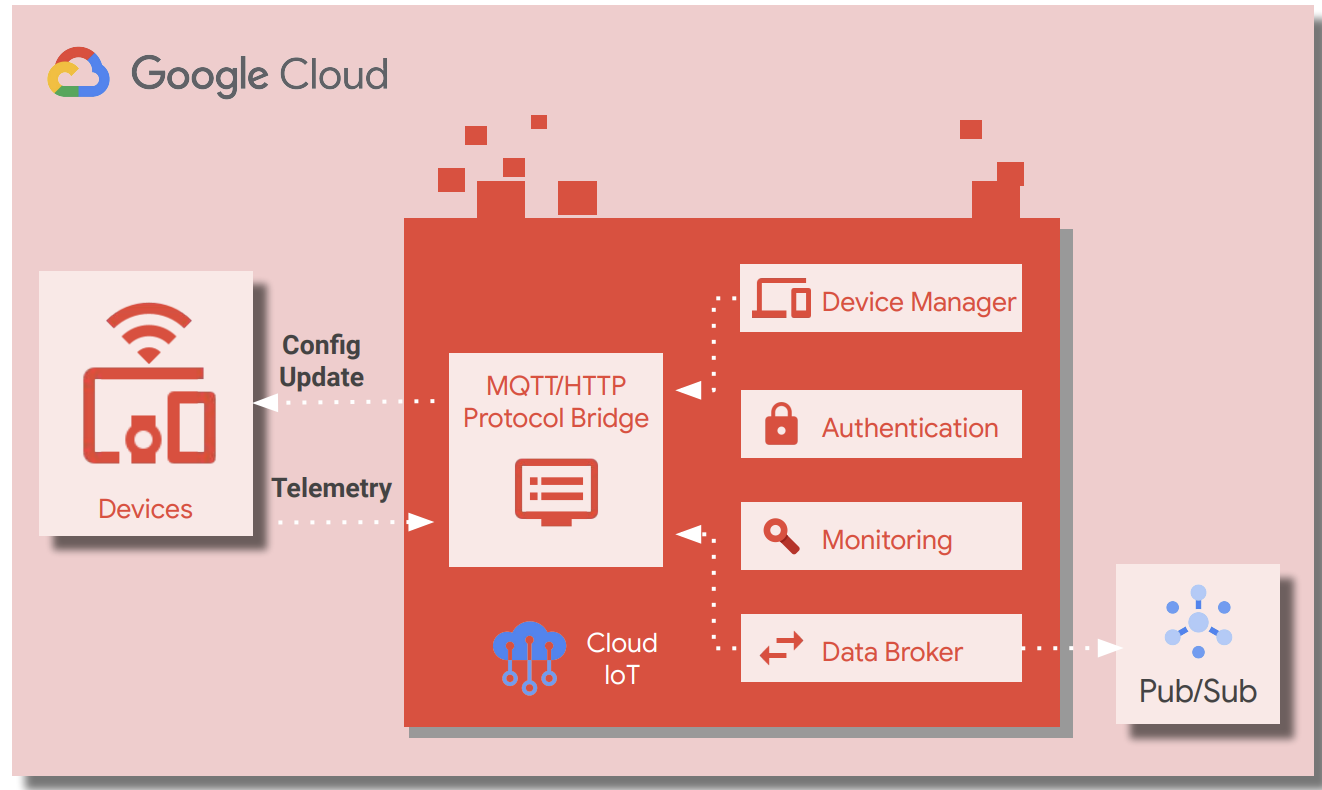 Google Cloud
Config
Update
Telemetry
Devices
MQTT/HTTP
Protocol Bridge
Cloud
IoT
Device Manager
Authentication
Monitoring
Data Broker
Pub/Sub